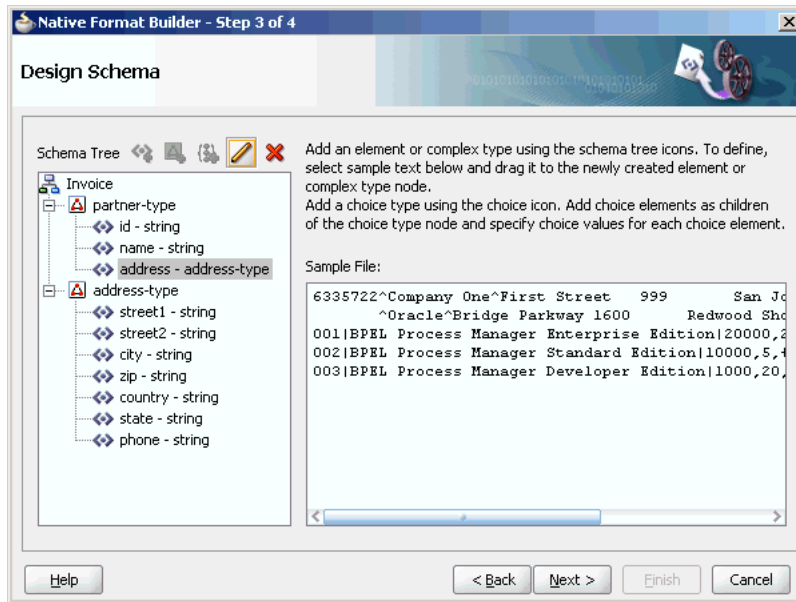 Native Format Builder - Step 3 of 4
Design Schema
Schema Tree
Invoice
partner-type
id - string
name - string
address - address-type
address-type
street1 - string
street2 - string
city - string
zip - string
country - string
state - string
phone - string
Add an element or complex type using the schema tree icons. To define,
select sample text below and drag it to the newly created element or
complex type node.
Add a choice type using the choice icon. Add choice elements as children
of the choice type node and specify choice values for each choice element.
Sample File:
6335722^Company One^First Street 999 San Jo
^Oracle^Bridge Parkway 1600 Redwood Sho
001|BPEL Process Manager Enterprise Edition|20000,2
002|BPEL Process Manager Standard Edition|10000,5,4
003|BPEL Process Manager Developer Edition|1000,20,
Help
< Back
Next >
Finish
Cancel